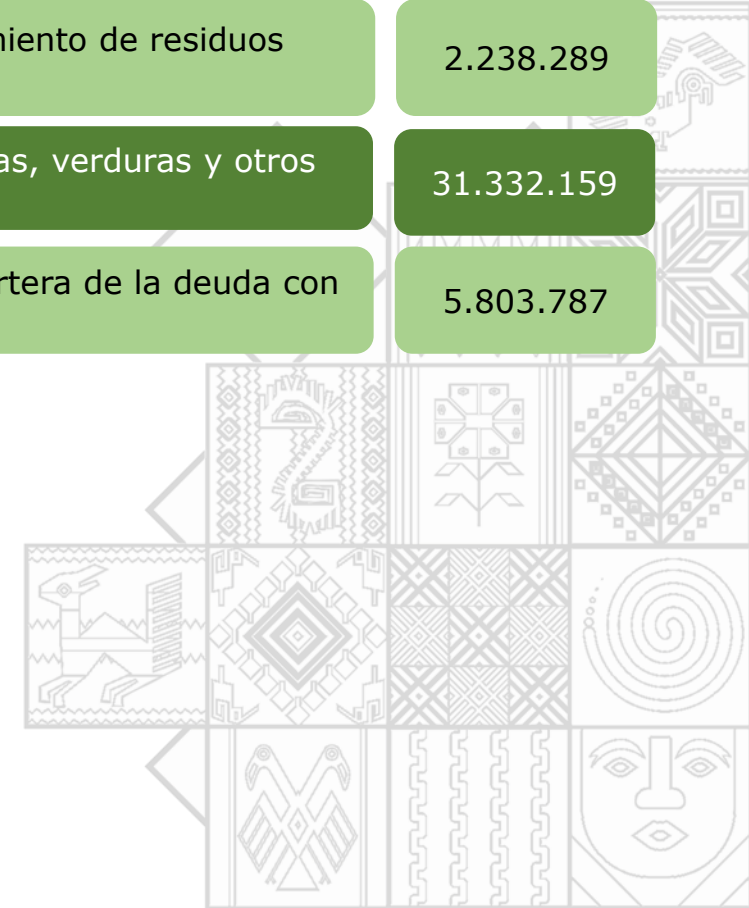 miento de residuos
2.238.289
as, verduras y otros
31.332.159
rtera de la deuda con
5.803.787